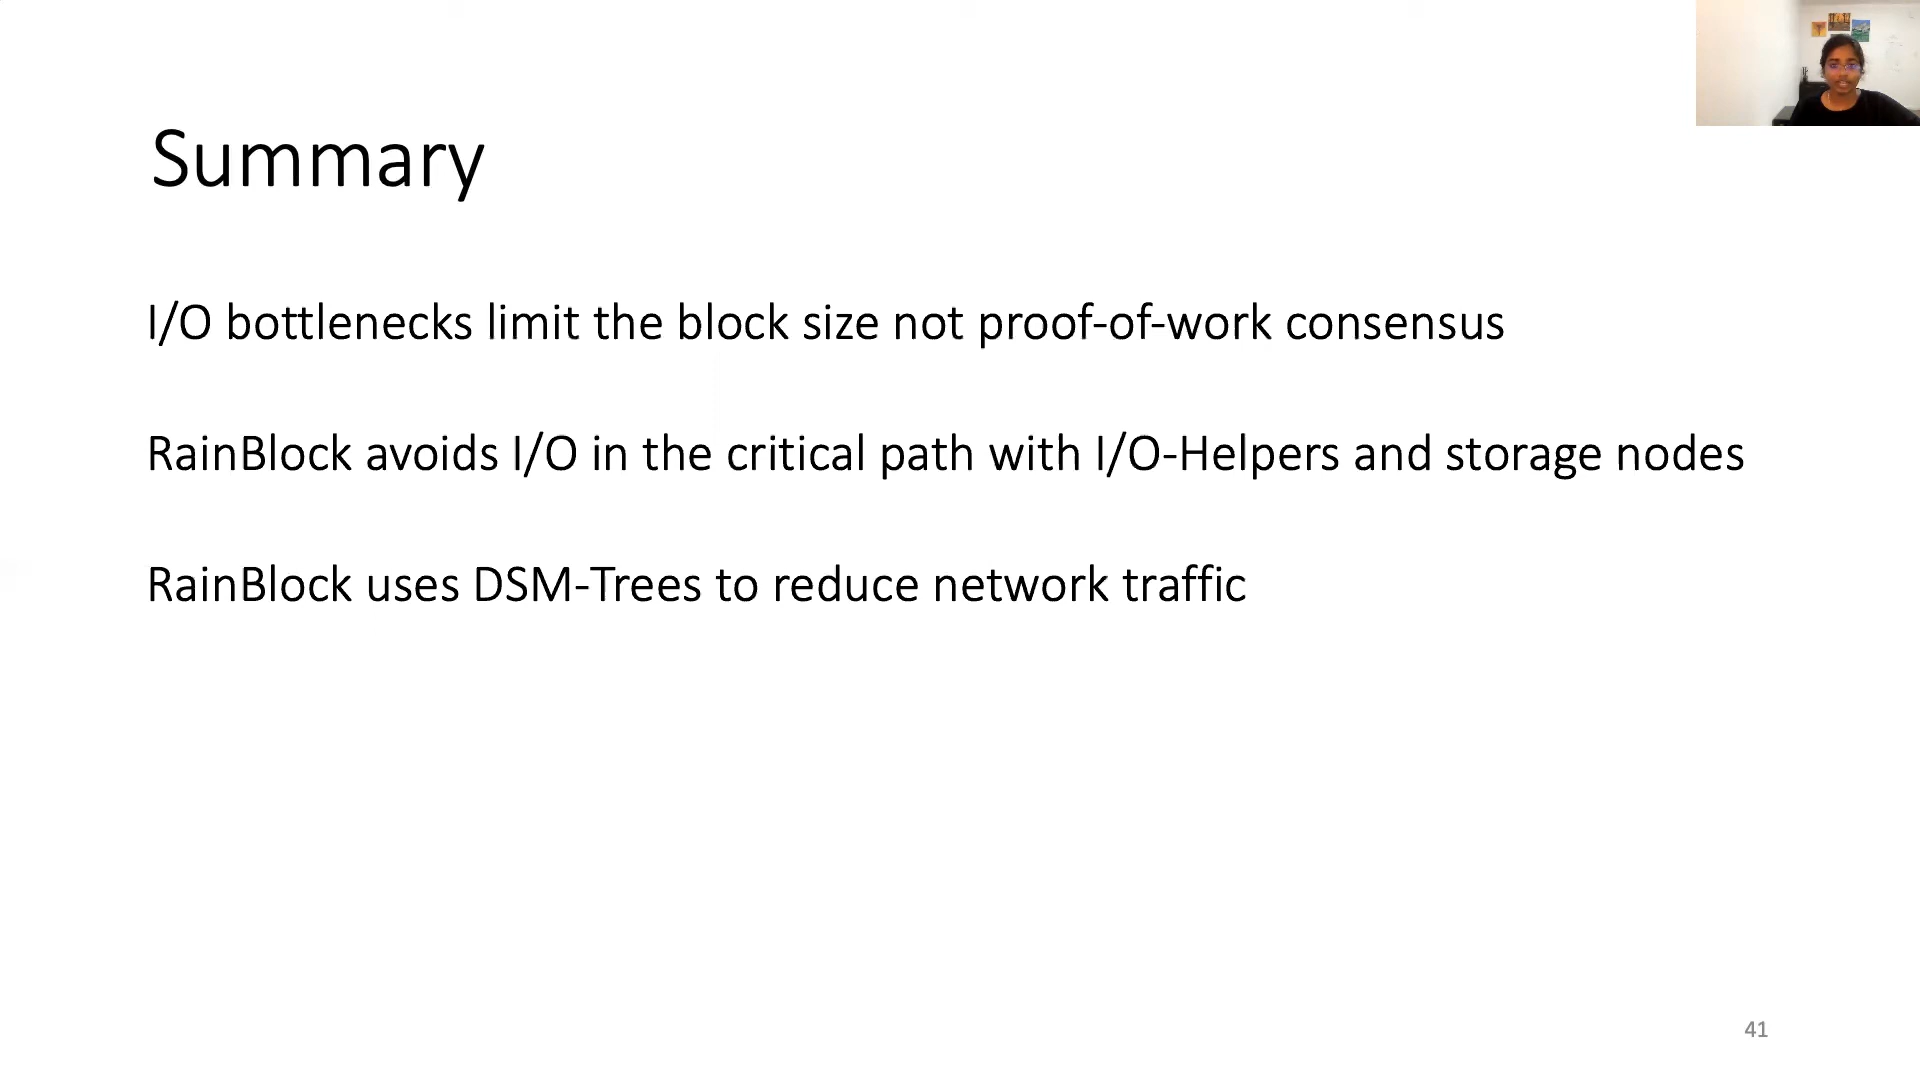 Summary
I/O bottlenecks limit the block size not proof-of-work consensus
RainBlock avoids I/O in the critical path with I/O-Helpers and storage nodes
RainBlock uses DSM-Trees to reduce network traffic
41